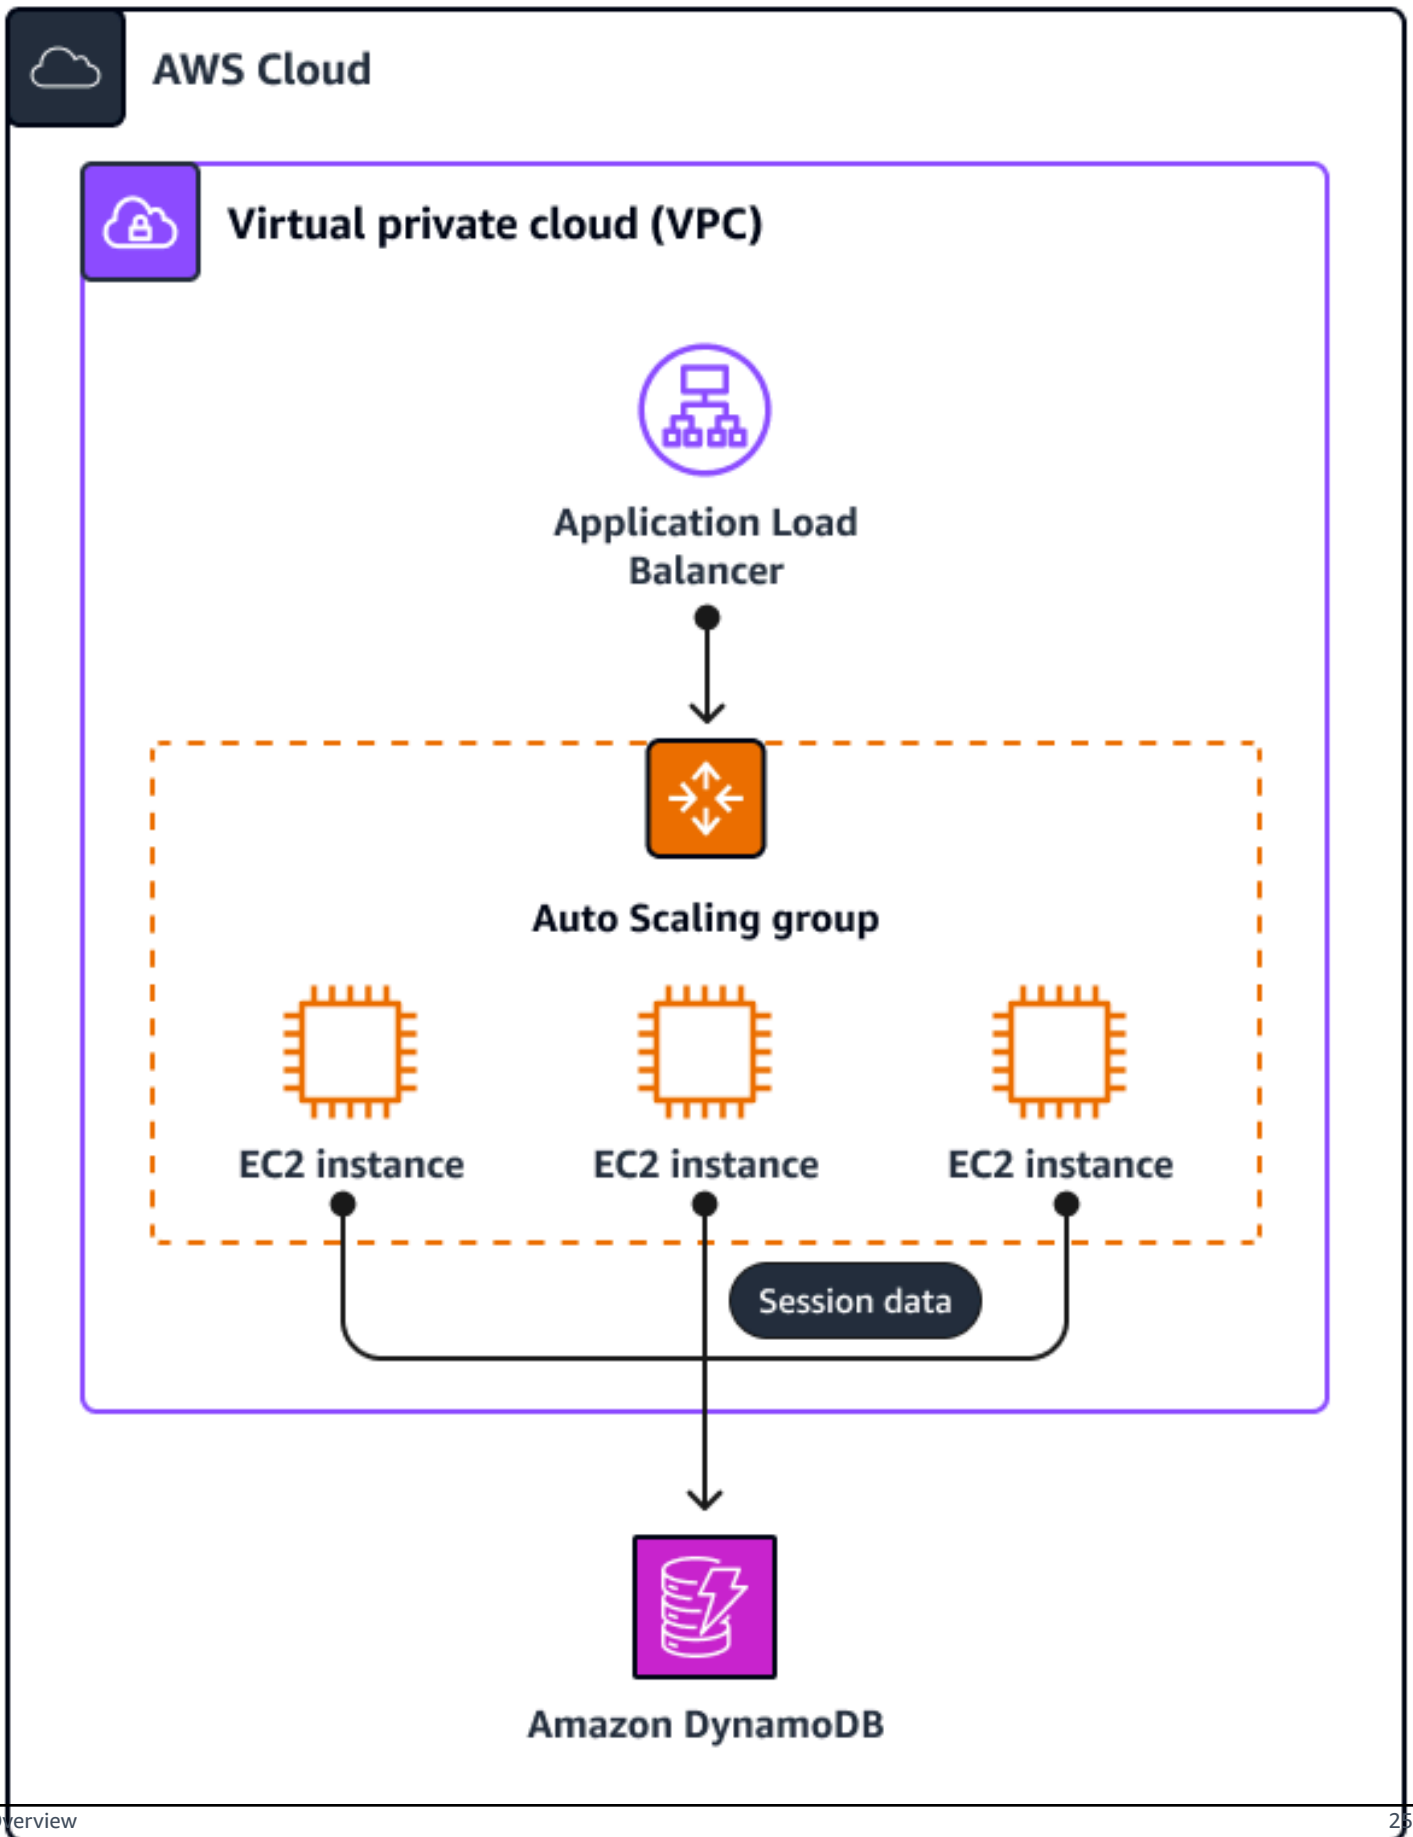 AWS Cloud
Virtual private cloud (VPC)
Application Load
Balancer
Auto Scaling group
EC2 instance EC2 instance EC2 instance
Session data
Amazon DynamoDB